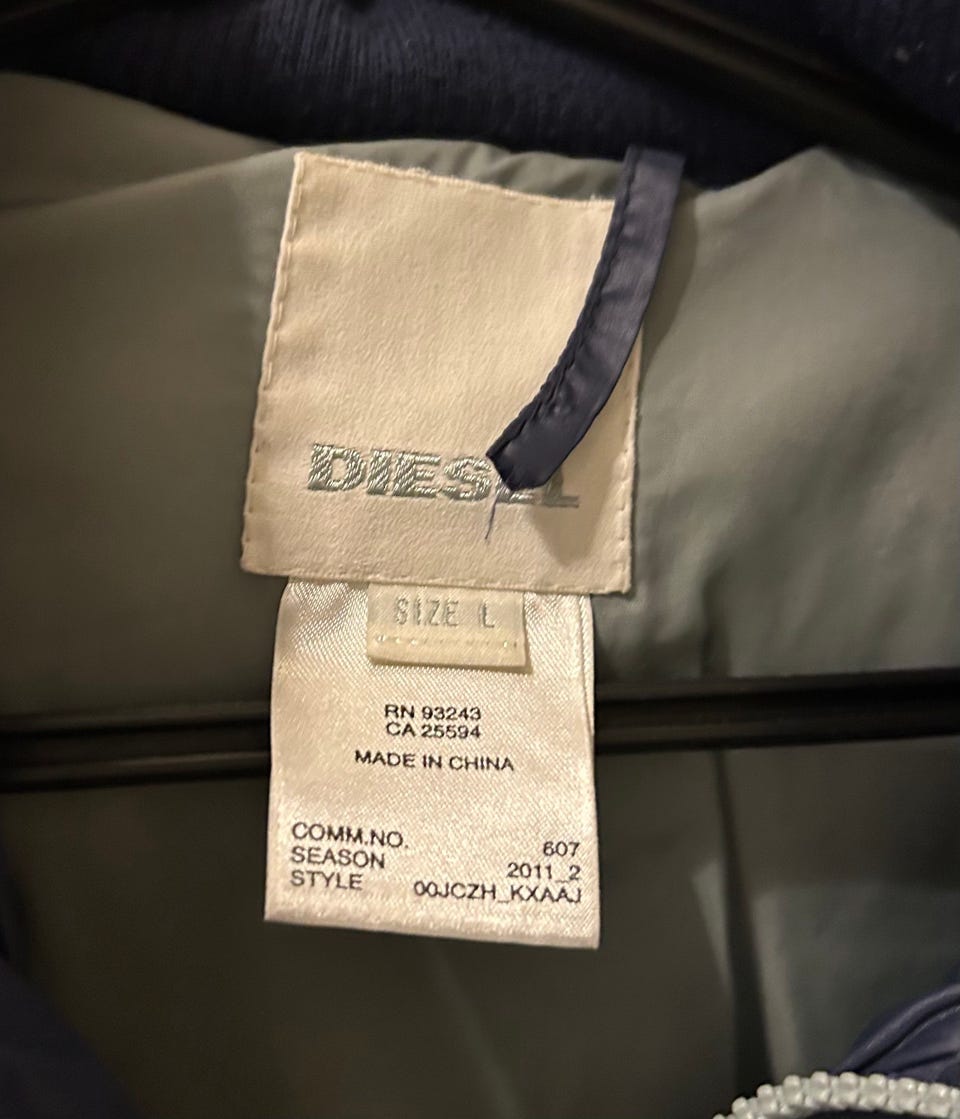 DIESEL
SIZE L
RN 93243
CA 25594
MADE IN CHINA
COMM.NO. 607
SEASON 2011_2
STYLE 00JCZH_KXAAJ